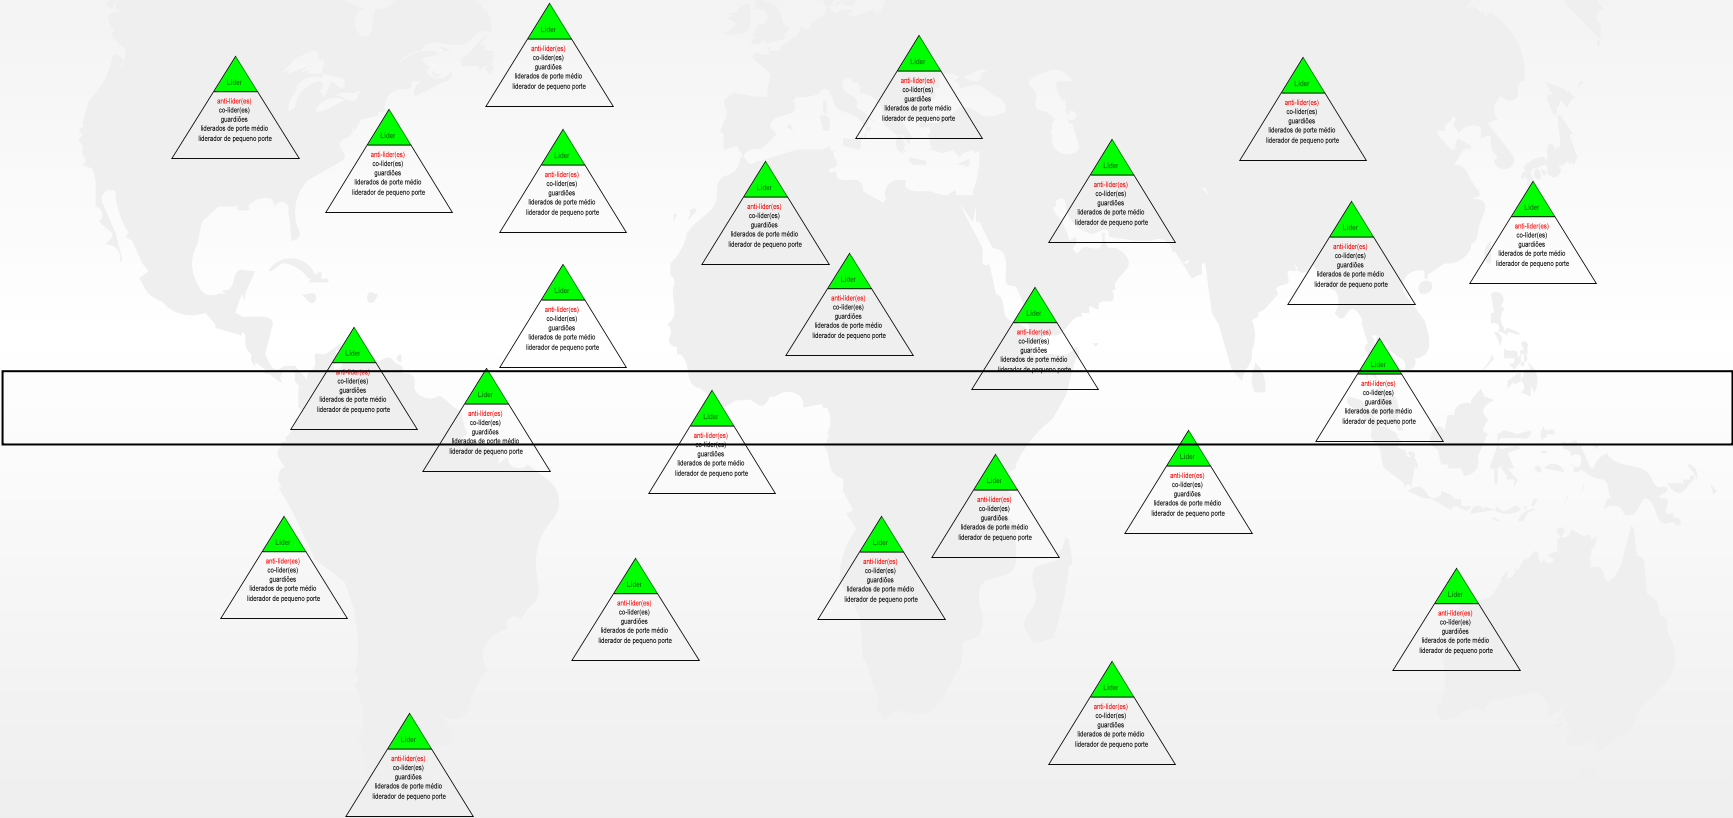 Líder
anti-líder(es)
co-líder(es)
guardiões
liderados de porte médio
liderador de pequeno porte
Líder
anti-líder(es)
co-líder(es)
guardiões
liderados de porte médio
liderador de pequeno porte
Líder
anti-líder(es)
co-líder(es)
guardiões
liderados de porte médio
liderador de pequeno porte
Líder
anti-líder(es)
co-líder(es)
guardiões
liderados de porte médio
liderador de pequeno porte
Líder
anti-líder(es)
co-líder(es)
guardiões
liderados de porte médio
liderador de pequeno porte
Líder
anti-líder(es)
co-líder(es)
guardiões
liderados de porte médio
liderador de pequeno porte
Líder
anti-líder(es)
co-líder(es)
guardiões
liderados de porte médio
liderador de pequeno porte
Líder
anti-líder(es)
co-líder(es)
guardiões
liderados de porte médio
liderador de pequeno porte
Líder
anti-líder(es)
co-líder(es)
guardiões
liderados de porte médio
liderador de pequeno porte
Líder
anti-líder(es)
co-líder(es)
guardiões
liderados de porte médio
liderador de pequeno porte
Líder
anti-líder(es)
co-líder(es)
guardiões
liderados de porte médio
liderador de pequeno porte
Líder
anti-líder(es)
co-líder(es)
guardiões
liderados de porte médio
liderador de pequeno porte
Líder
anti-líder(es)
co-líder(es)
guardiões
liderados de porte médio
liderador de pequeno porte
Líder
anti-líder(es)
co-líder(es)
guardiões
liderados de porte médio
liderador de pequeno porte
Líder
anti-líder(es)
co-líder(es)
guardiões
liderados de porte médio
liderador de pequeno porte
Líder
anti-líder(es)
co-líder(es)
guardiões
liderados de porte médio
liderador de pequeno porte
Líder
anti-líder(es)
co-líder(es)
guardiões
liderados de porte médio
liderador de pequeno porte
Líder
anti-líder(es)
co-líder(es)
guardiões
liderados de porte médio
liderador de pequeno porte
Líder
anti-líder(es)
co-líder(es)
guardiões
liderados de porte médio
liderador de pequeno porte
Líder
anti-líder(es)
co-líder(es)
guardiões
liderados de porte médio
liderador de pequeno porte
Líder
anti-líder(es)
co-líder(es)
guardiões
liderados de porte médio
liderador de pequeno porte
Líder
anti-líder(es)
co-líder(es)
guardiões
liderados de porte médio
liderador de pequeno porte
Líder
anti-líder(es)
co-líder(es)
guardiões
liderados de porte médio
liderador de pequeno porte
Líder
anti-líder(es)
co-líder(es)
guardiões
liderados de porte médio
liderador de pequeno porte
Líder
anti-líder(es)
co-líder(es)
guardiões
liderados de porte médio
liderador de pequeno porte